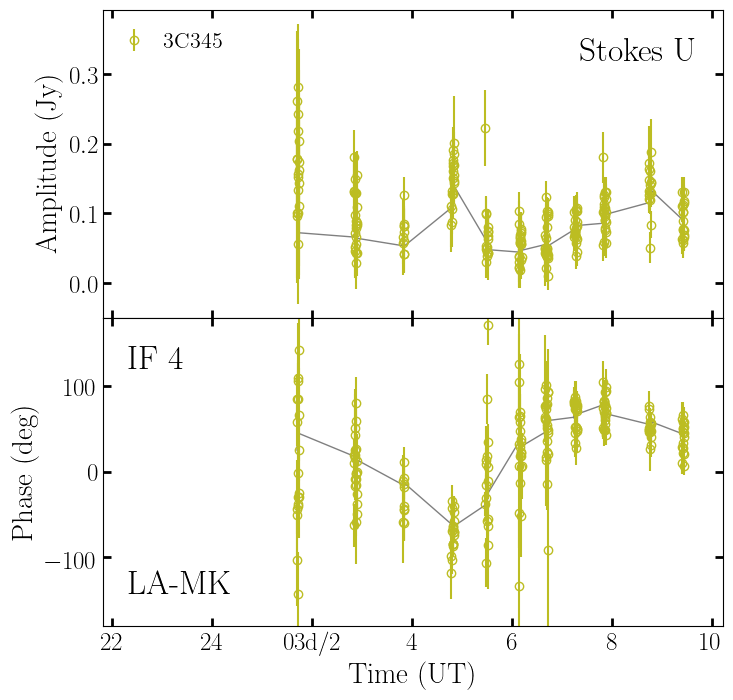 3C345
Stokes U
Amplitude (Jy)
0.3
0.2
0.1
0.0
IF 4
Phase (deg)
100
0
−100
LA-MK
22 24 03d/2 4 6 8 10
Time (UT)